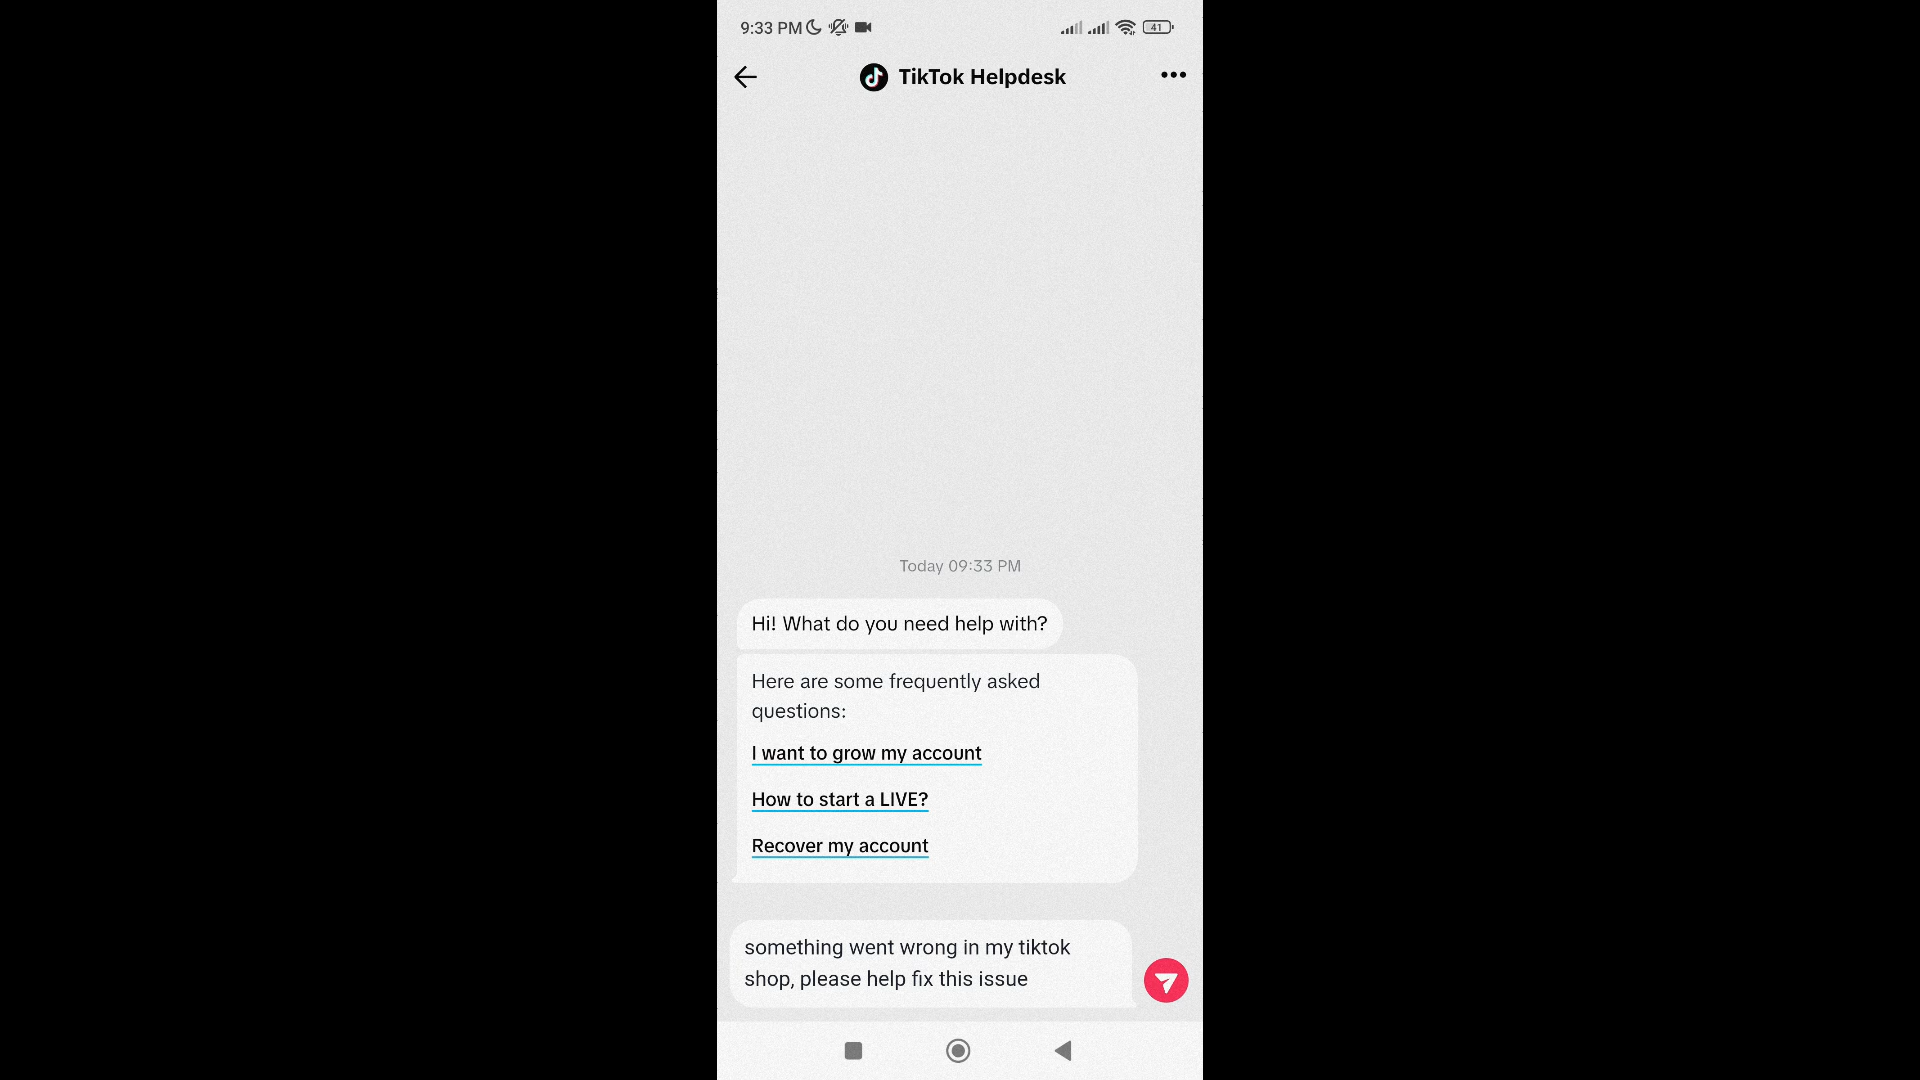 9:33 PM
41
TikTok Helpdesk
Today 09:33 PM
Hi! What do you need help with?
Here are some frequently asked
questions:
I want to grow my account
How to start a LIVE?
Recover my account
something went wrong in my tiktok
shop, please help fix this issue